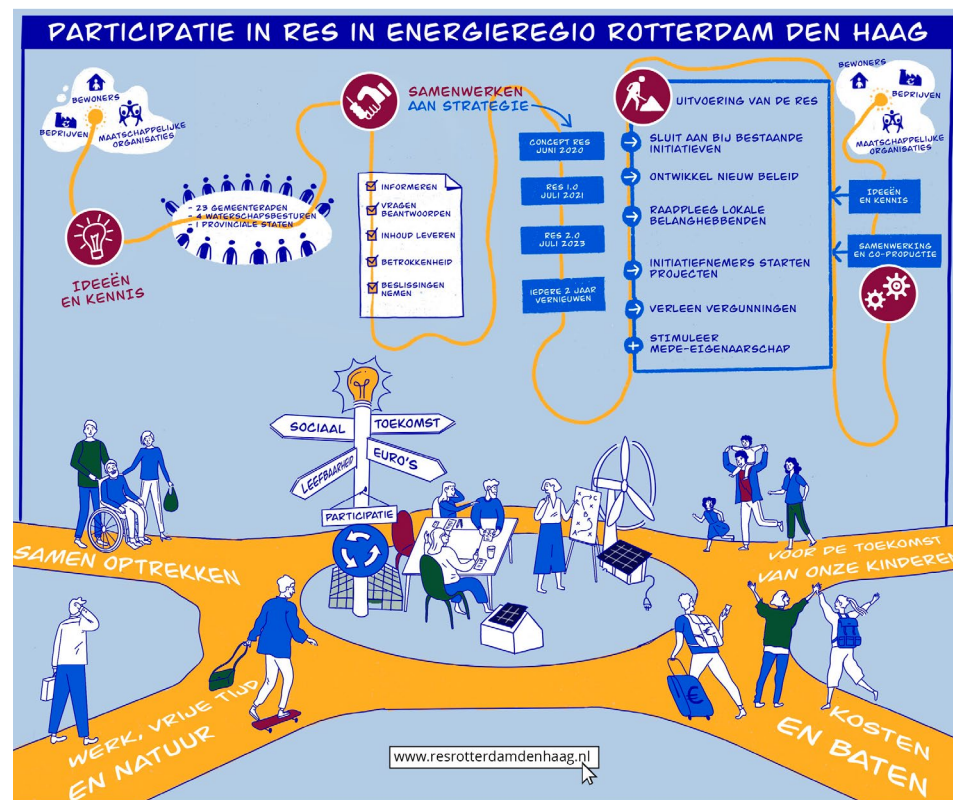 PARTICIPATIE IN RES IN ENERGIEREGIO ROTTERDAM DEN HAAG
BEWONERS
BEDRIJVEN
MAATSCHAPPELIJKE
ORGANISATIES
IDEEËN
EN KENNIS
- 23 GEMEENTERADEN
- 4 WATERSCHAPSBESTUREN
- 1 PROVINCIALE STATEN
SAMENWERKEN
AAN STRATEGIE
INFORMEREN
VRAGEN
BEANTWOORDEN
INHOUD LEVEREN
BETROKKENHEID
BESLISSINGEN
NEMEN
CONCEPT RES
JUNI 2020
RES 1.0
JULI 2021
RES 2.0
JULI 2023
IEDERE 2 JAAR
VERNIEUWEN
UITVOERING VAN DE RES
SLUIT AAN BIJ BESTAANDE
INITIATIEVEN
ONTWIKKEL NIEUW BELEID
RAADPLEEG LOKALE
BELANGHEBBENDEN
INITIATIEFNEMERS STARTEN
PROJECTEN
VERLEEN VERGUNNINGEN
STIMULEER
MEDE-EIGENAARSCHAP
BEWONERS
BEDRIJVEN
MAATSCHAPPELIJKE
ORGANISATIES
IDEEËN
EN KENNIS
SAMENWERKING
EN CO-PRODUCTIE
SOCIAAL
TOEKOMST
LEEFBAARHEID
EURO'S
PARTICIPATIE
SAMEN OPTREKKEN
VOOR DE TOEKOMST
VAN ONZE KINDEREN
WERK, VRIJE TIJD
EN NATUUR
€
KOSTEN
EN BATEN
www.resrotterdamdenhaag.nl